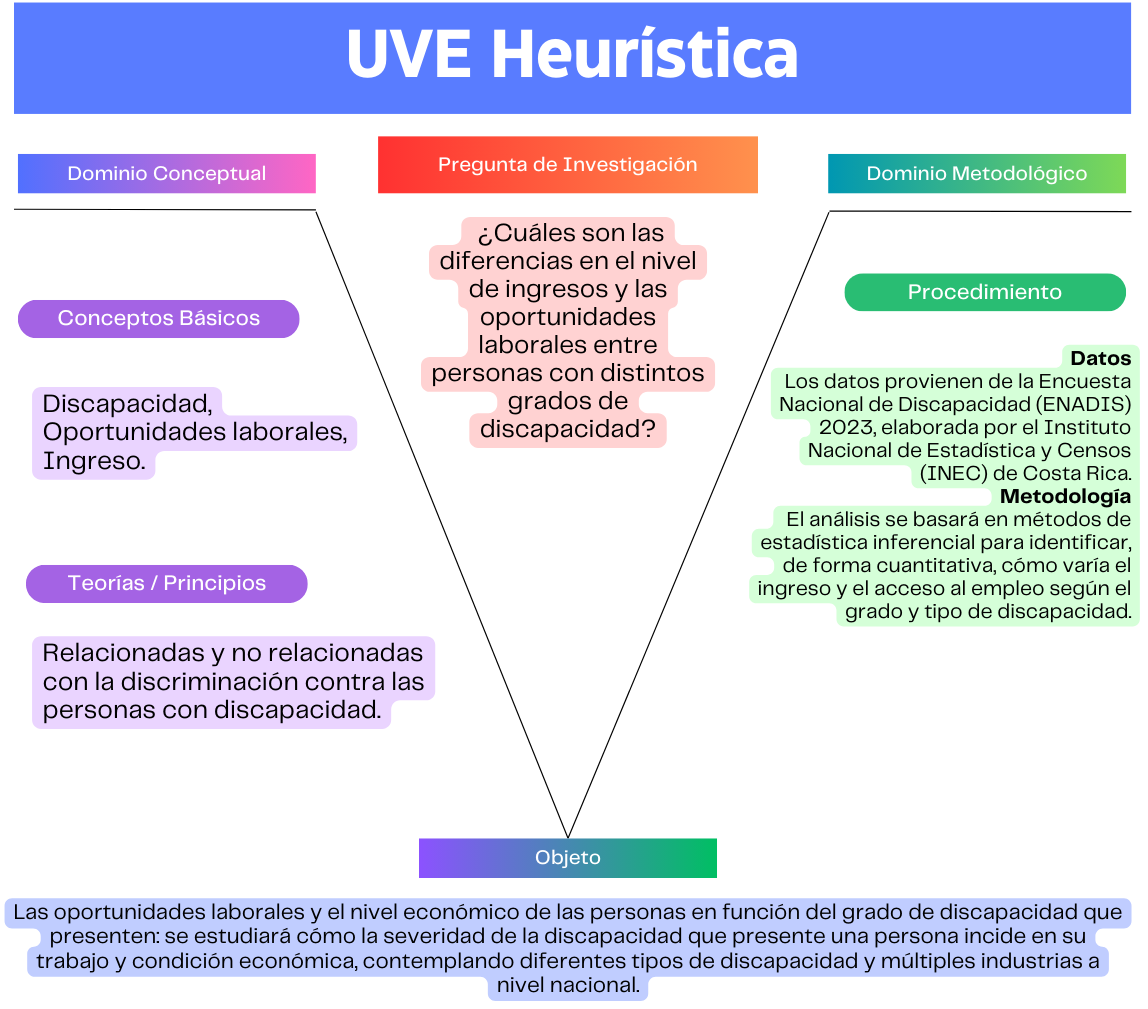 UVE Heurística
Dominio Conceptual
Pregunta de Investigación
Dominio Metodológico
¿Cuáles son las
diferencias en el nivel
de ingresos y las
oportunidades
laborales entre
personas con distintos
grados de
discapacidad?
Conceptos Básicos
Discapacidad,
Oportunidades laborales,
Ingreso.
Teorías / Principios
Relacionadas y no relacionadas
con la discriminación contra las
personas con discapacidad.
Procedimiento
Datos
Los datos provienen de la Encuesta
Nacional de Discapacidad (ENADIS)
2023, elaborada por el Instituto
Nacional de Estadística y Censos
(INEC) de Costa Rica.
Metodología
El análisis se basará en métodos de
estadística inferencial para identificar,
de forma cuantitativa, cómo varía el
ingreso y el acceso al empleo según el
grado y tipo de discapacidad.
Objeto
Las oportunidades laborales y el nivel económico de las personas en función del grado de discapacidad que
presenten: se estudiará cómo la severidad de la discapacidad que presente una persona incide en su
trabajo y condición económica, contemplando diferentes tipos de discapacidad y múltiples industrias a
nivel nacional.